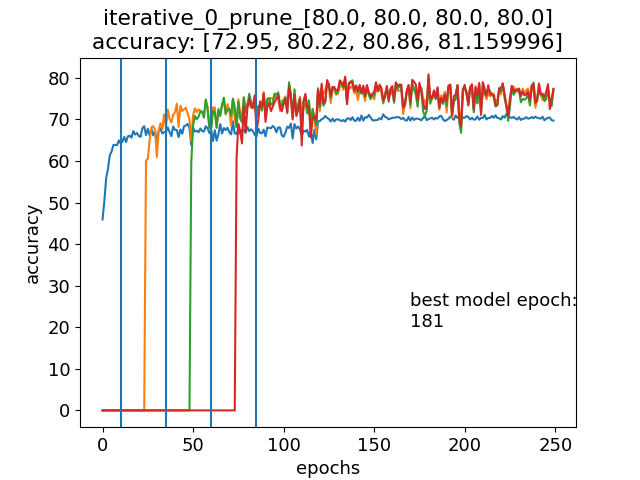 iterative_0_prune_[80.0, 80.0, 80.0, 80.0]
accuracy: [72.95, 80.22, 80.86, 81.159996]
accuracy
80
70
60
50
40
30
20
10
0
best model epoch:
181
0 50 100 150 200 250
epochs